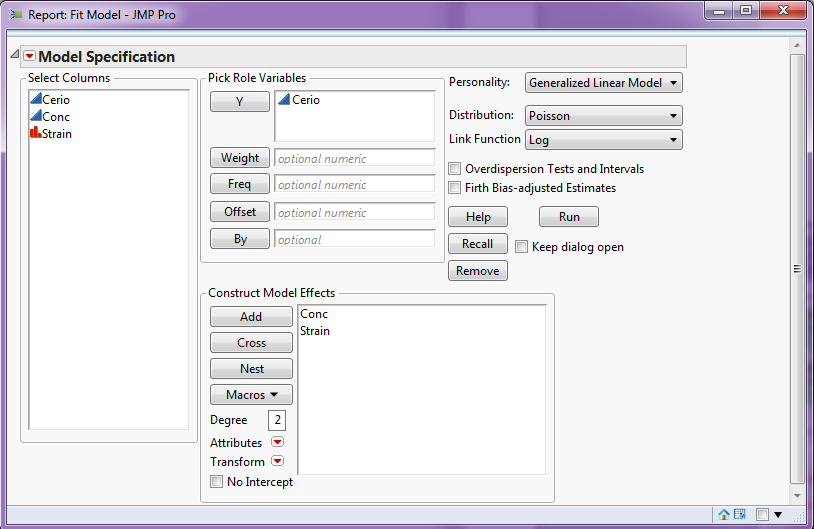 Report: Fit Model - JMP Pro
Model Specification
Select Columns
Cerio
Conc
Strain
Pick Role Variables
Y
Cerio
Weight
optional numeric
Freq
optional numeric
Offset
optional numeric
By
optional
Personality:
Generalized Linear Model
Distribution:
Poisson
Link Function
Log
Overdispersion Tests and Intervals
Firth Bias-adjusted Estimates
Help
Run
Recall
Keep dialog open
Remove
Construct Model Effects
Add
Cross
Nest
Macros
Degree
2
Attributes
Transform
No Intercept
Conc
Strain